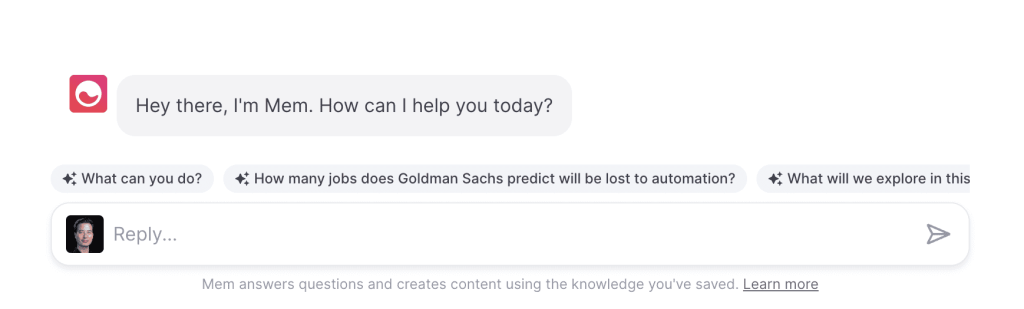 Hey there, I'm Mem. How can I help you today?
What can you do? How many jobs does Goldman Sachs predict will be lost to automation? What will we explore in this
Reply...
Mem answers questions and creates content using the knowledge you've saved. Learn more